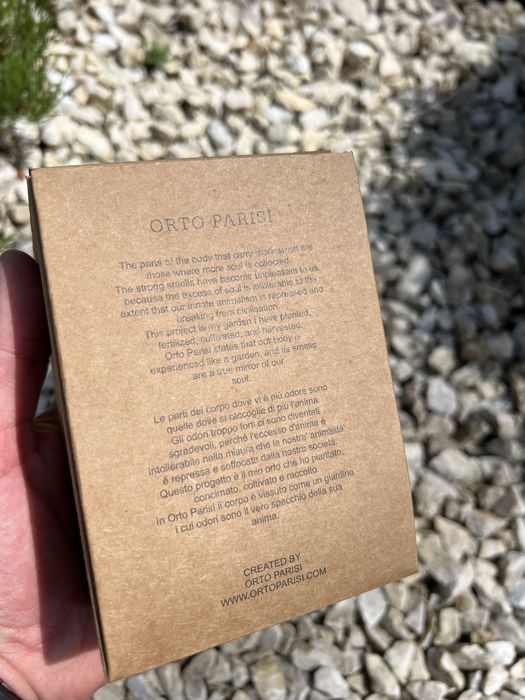 ORTO PARISI
The parts of the body that carry more smell are
those where more soul is collected.
The strong smells have become unpleasant to us,
because the excess of soul is intolerable to the
extent that our innate animalism is repressed and
breaking from civilisation.
This project is my garden I have planted,
fertilized, cultivated, and harvested.
Orto Parisi states that out body is
experienced like a garden, and its smells
are a true mirror of our
soul.
Le parti del corpo dove vi è più odore sono
quelle dove si raccoglie di più l'anima
Gli odori troppo forti ci sono diventati
sgradevoli, perché l'eccesso d'anima è
intollerabile nella misura che la nostra' animalità'
è repressa e soffocata dalla nostro società.
Questo progetto è il mio orto che ho piantato,
concimato, coltivato e raccolto.
In Orto Parisi il corpo è vissuto come un giardino
i cui odori sono il vero specchio della sua
anima.
CREATED BY
ORTO PARISI
WWW.ORTOPARISI.COM